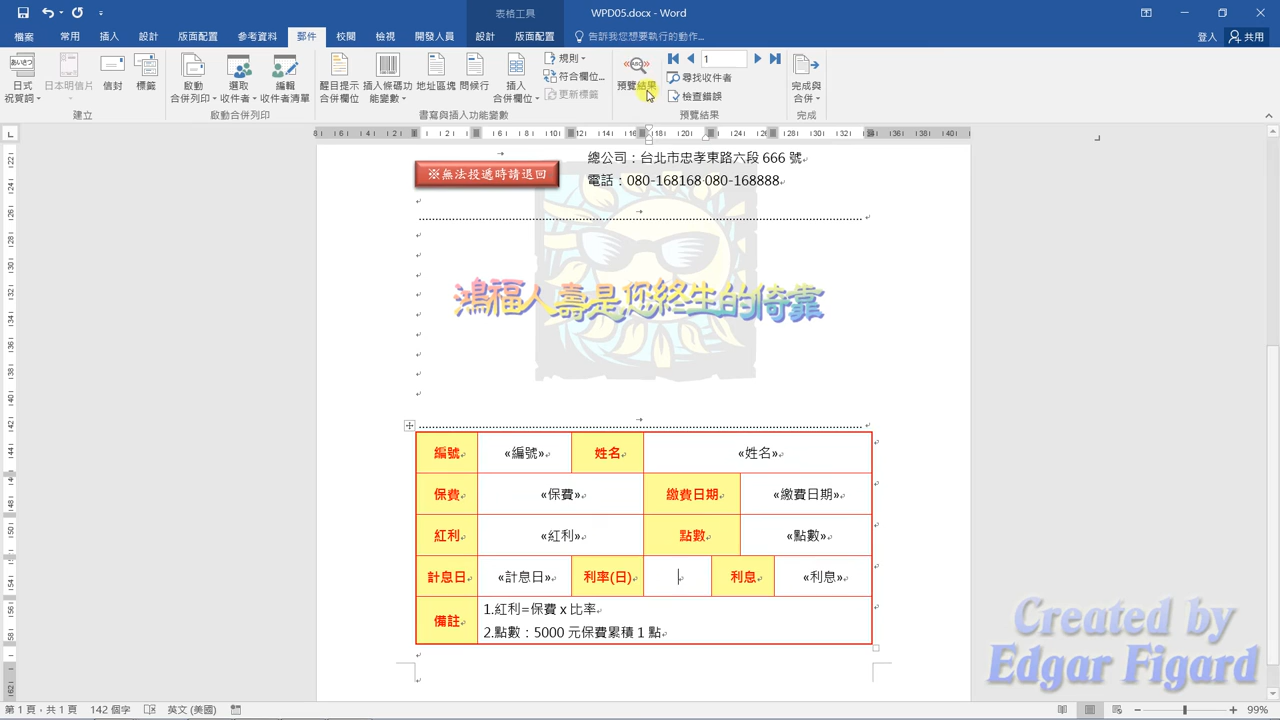 表格工具
WPD05.docx - Word
檔案 常用 插入 設計 版面配置 參考資料 郵件 校閱 檢視 開發人員 設計 版面配置 告訴我您想要執行的動作... 登入 共用
日式祝賀詞 日本明信片 信封 標籤
啟動合併列印 選取收件者 編輯收件者清單
醒目提示合併欄位 插入條碼功能變數 地址區塊 問候行 插入合併欄位
規則
符合欄位...
更新標籤
預覽結果 1
尋找收件者
檢查錯誤
完成與合併
建立 啟動合併列印 書寫與插入功能變數 預覽結果 完成
總公司：台北市忠孝東路六段 666 號
※無法投遞時請退回
電話：080-168168 080-168888
鴻福人壽是您終生的倚靠
編號 «編號» 姓名 «姓名»
保費 «保費» 繳費日期 «繳費日期»
紅利 «紅利» 點數 «點數»
計息日 «計息日» 利率(日) 利息 «利息»
備註 1.紅利=保費 x 比率
2.點數：5000 元保費累積 1 點
Created by
Edgar Figard
第 1 頁，共 1 頁 142 個字 英文 (美國) 99%